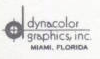 dynacolor
graphics, inc.
MIAMI, FLORIDA